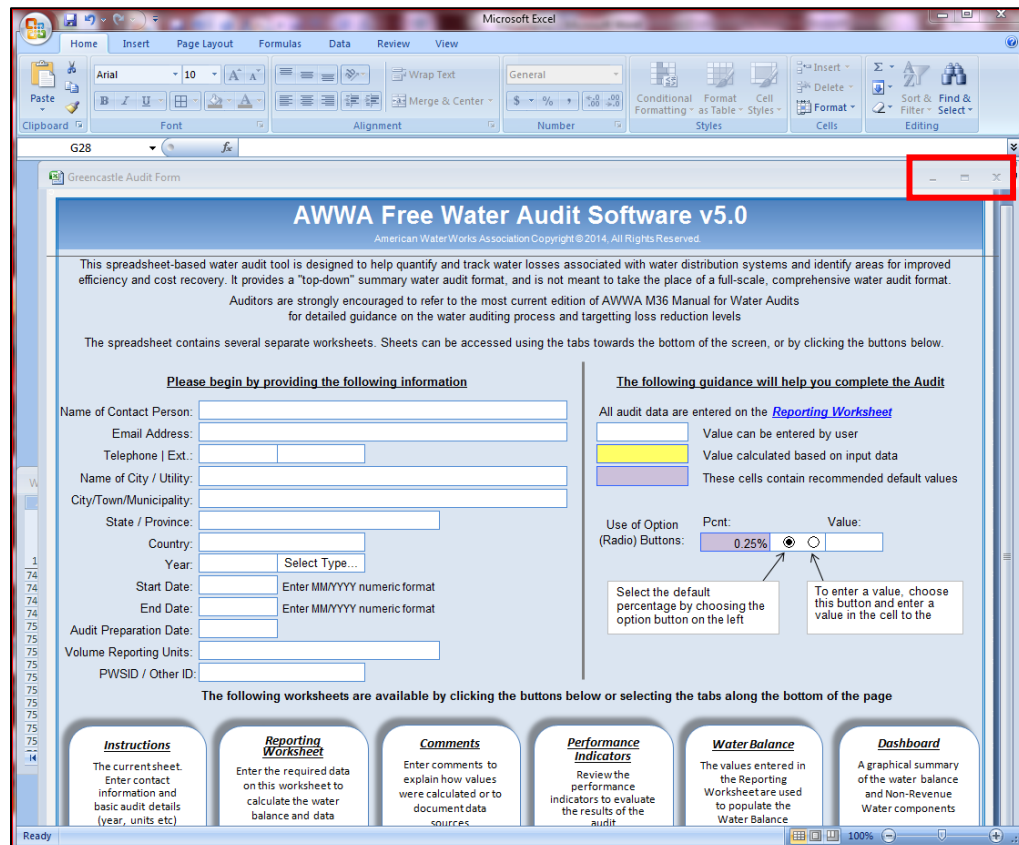 Microsoft Excel
Home Insert Page Layout Formulas Data Review View
Arial 10 A A Wrap Text General Insert Σ
Paste B I U A Merge & Center $ % , .0 .00 .00 .0 Conditional Formatting Format as Table Cell Styles Delete Format Sort & Filter Find & Select
Clipboard Font Alignment Number Styles Cells Editing
G28 fx
Greencastle Audit Form
AWWA Free Water Audit Software v5.0
American Water Works Association Copyright © 2014, All Rights Reserved.
This spreadsheet-based water audit tool is designed to help quantify and track water losses associated with water distribution systems and identify areas for improved
efficiency and cost recovery. It provides a "top-down" summary water audit format, and is not meant to take the place of a full-scale, comprehensive water audit format.
Auditors are strongly encouraged to refer to the most current edition of AWWA M36 Manual for Water Audits
for detailed guidance on the water auditing process and targetting loss reduction levels
The spreadsheet contains several separate worksheets. Sheets can be accessed using the tabs towards the bottom of the screen, or by clicking the buttons below.
Please begin by providing the following information
Name of Contact Person:
Email Address:
Telephone | Ext.:
Name of City / Utility:
City/Town/Municipality:
State / Province:
Country:
Year: Select Type...
Start Date: Enter MM/YYYY numeric format
End Date: Enter MM/YYYY numeric format
Audit Preparation Date:
Volume Reporting Units:
PWSID / Other ID:
The following guidance will help you complete the Audit
All audit data are entered on the Reporting Worksheet
Value can be entered by user
Value calculated based on input data
These cells contain recommended default values
Use of Option
(Radio) Buttons:
Pcnt: Value:
0.25%
Select the default
percentage by choosing the
option button on the left
To enter a value, choose
this button and enter a
value in the cell to the
The following worksheets are available by clicking the buttons below or selecting the tabs along the bottom of the page
Instructions
The current sheet.
Enter contact
information and
basic audit details
(year, units etc)
Reporting
Worksheet
Enter the required data
on this worksheet to
calculate the water
balance and data
Comments
Enter comments to
explain how values
were calculated or to
document data
sources
Performance
Indicators
Review the
performance
indicators to evaluate
the results of the
audit
Water Balance
The values entered in
the Reporting
Worksheet are used
to populate the
Water Balance
Dashboard
A graphical summary
of the water balance
and Non-Revenue
Water components
W
1
74
74
74
74
75
75
75
75
75
75
75
75
75
75
Ready 100%